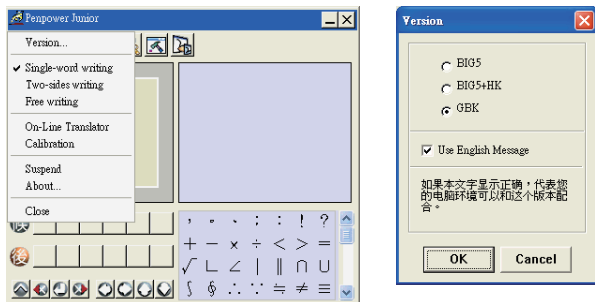 Penpower Junior
Version...
Single-word writing
Two-sides writing
Free writing
On-Line Translator
Calibration
Suspend
About...
Close
後
， 。 、 ； ： ！ ？
＋ － × ÷ ＜ ＞ ＝
√ ∟ ∠ ｜ ∥ ∩ ∪
∫ ∮ ∴ ∵ ≒ ≠ ≡
Version
BIG5
BIG5+HK
GBK
Use English Message
如果本文字显示正确，代表您
的电脑环境可以和这个版本配
合。
OK
Cancel